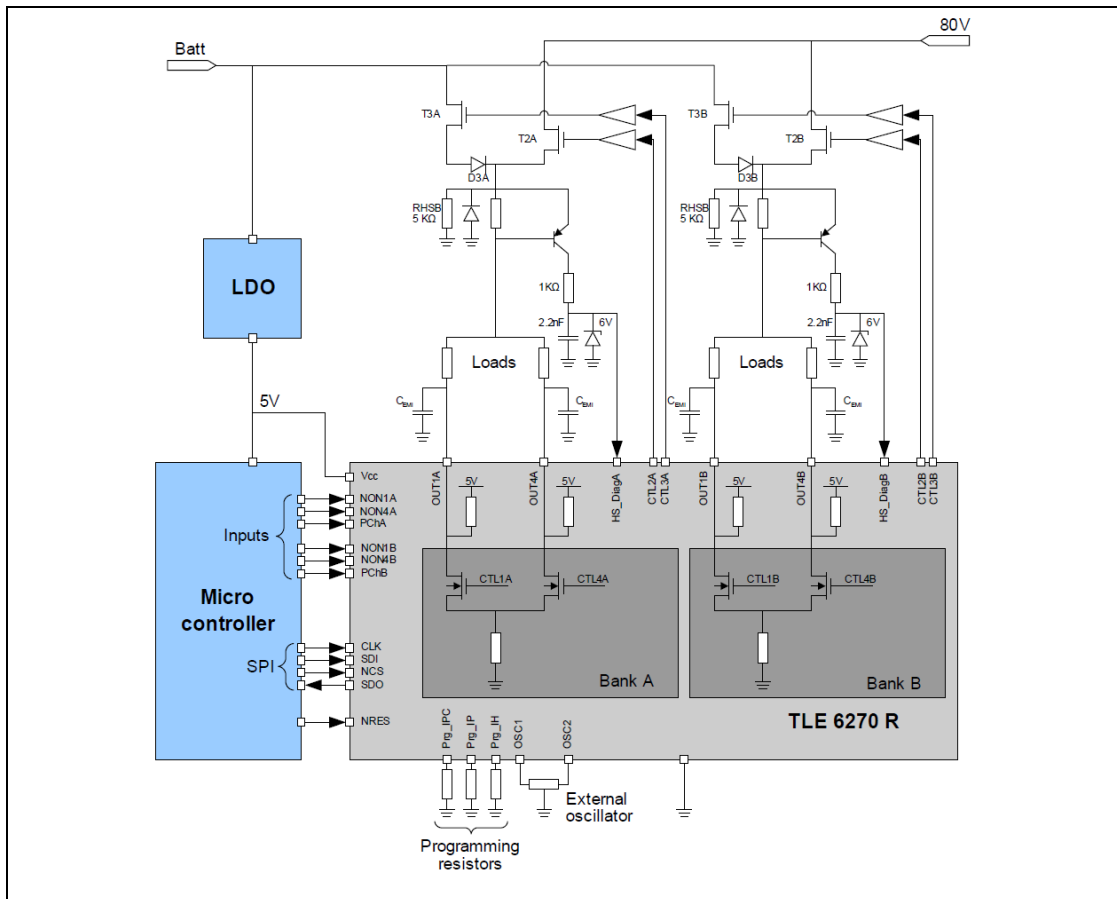 80V
Batt
T3A
T3B
T2A
T2B
D3A
D3B
RHSB
5 KΩ
RHSB
5 KΩ
LDO
1KΩ
1KΩ
2.2nF
6V
2.2nF
6V
Loads
Loads
CEMI
CEMI
CEMI
CEMI
5V
Vcc
OUT1A
OUT4A
HS_DiagA
CTL2A
CTL3A
OUT1B
OUT4B
HS_DiagB
CTL2B
CTL3B
5V
5V
5V
5V
Inputs
NON1A
NON4A
PChA
NON1B
NON4B
PChB
CTL1A
CTL4A
CTL1B
CTL4B
Micro
controller
SPI
CLK
SDI
NCS
SDO
NRES
Bank A
Bank B
TLE 6270 R
Prg_IPC
Prg_IP
Prg_IH
OSC1
OSC2
External
oscillator
Programming
resistors